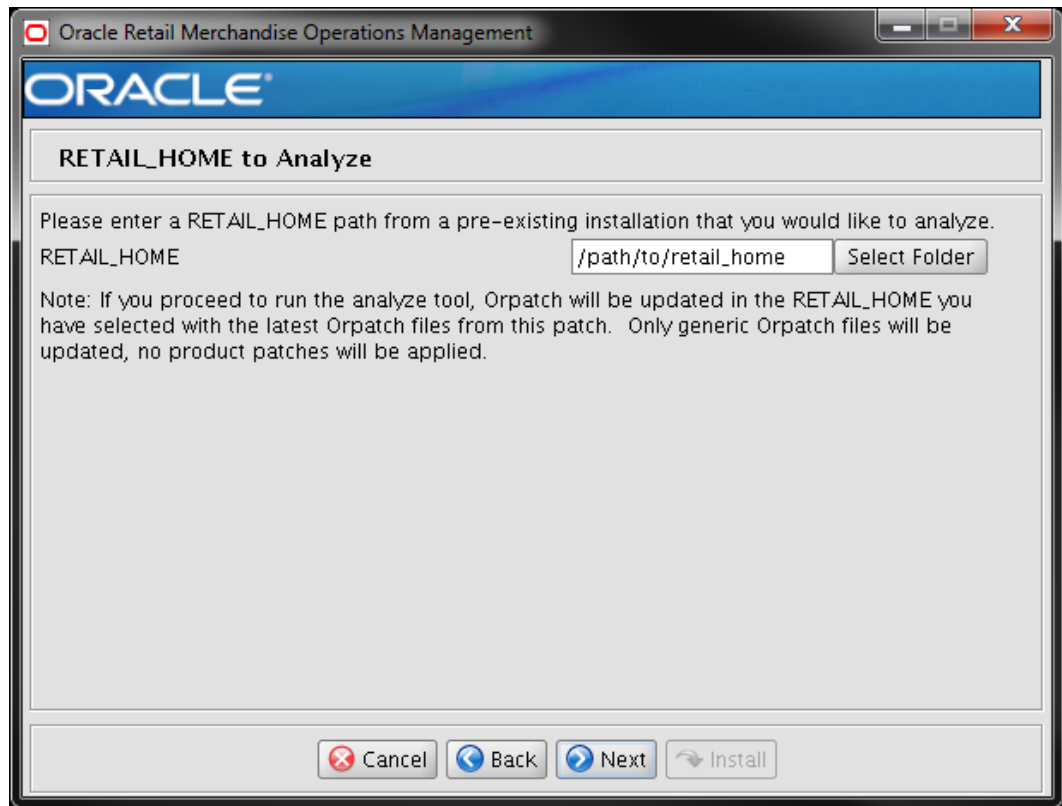 Oracle Retail Merchandise Operations Management
ORACLE®
RETAIL_HOME to Analyze
Please enter a RETAIL_HOME path from a pre-existing installation that you would like to analyze.
RETAIL_HOME /path/to/retail_home Select Folder
Note: If you proceed to run the analyze tool, Orpatch will be updated in the RETAIL_HOME you
have selected with the latest Orpatch files from this patch.  Only generic Orpatch files will be
updated, no product patches will be applied.
Cancel Back Next Install